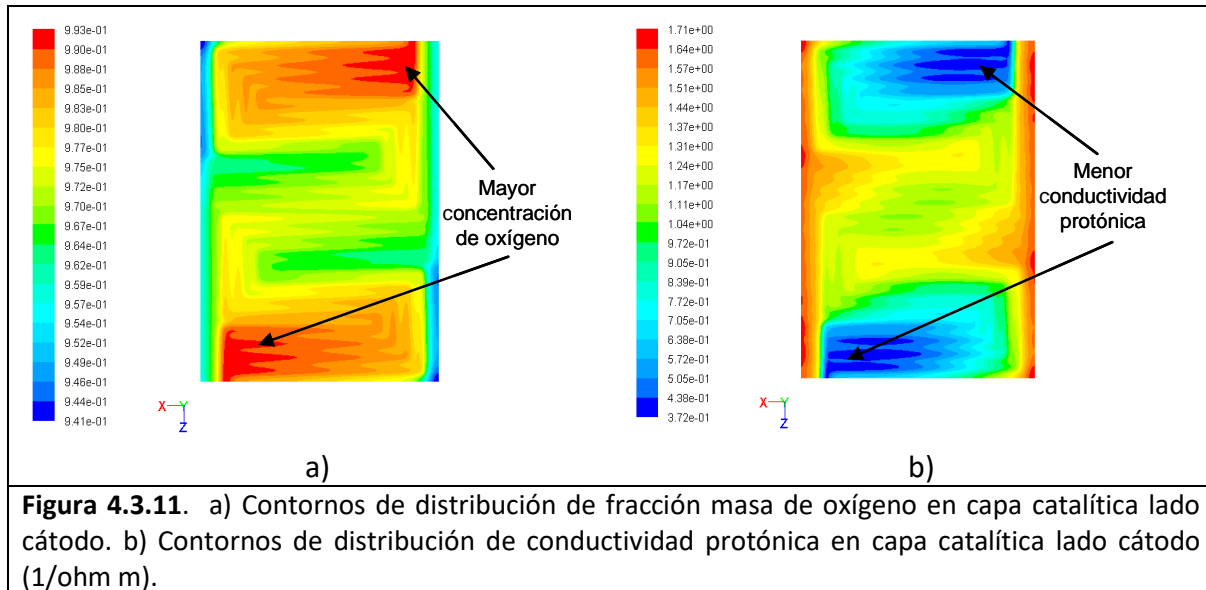 9.93e-01
9.90e-01
9.88e-01
9.85e-01
9.83e-01
9.80e-01
9.77e-01
9.75e-01
9.72e-01
9.70e-01
9.67e-01
9.64e-01
9.62e-01
9.59e-01
9.57e-01
9.54e-01
9.52e-01
9.49e-01
9.46e-01
9.44e-01
9.41e-01
Mayor
concentración
de oxígeno
X
Y
Z
a)
1.71e+00
1.64e+00
1.57e+00
1.51e+00
1.44e+00
1.37e+00
1.31e+00
1.24e+00
1.17e+00
1.11e+00
1.04e+00
9.72e-01
9.05e-01
8.39e-01
7.72e-01
7.05e-01
6.38e-01
5.72e-01
5.05e-01
4.38e-01
3.72e-01
Menor
conductividad
protónica
X
Y
Z
b)
Figura 4.3.11. a) Contornos de distribución de fracción masa de oxígeno en capa catalítica lado
cátodo. b) Contornos de distribución de conductividad protónica en capa catalítica lado cátodo
(1/ohm m).